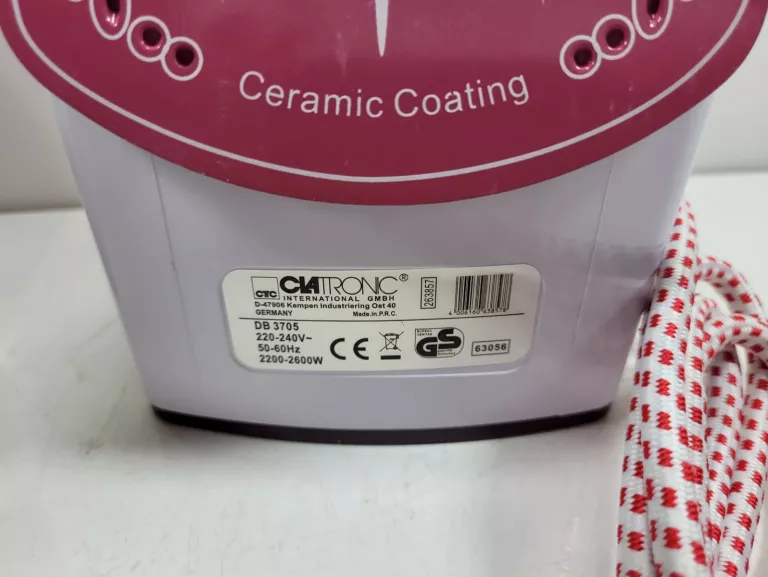 Ceramic Coating
CTC CLATRONIC®
INTERNATIONAL GMBH
D-47906 Kempen Industriering Ost 40
GERMANY Made.in.P.R.C.
263857
DB 3705
220-240V~
50-60Hz
2200-2600W
CE
GS
63056